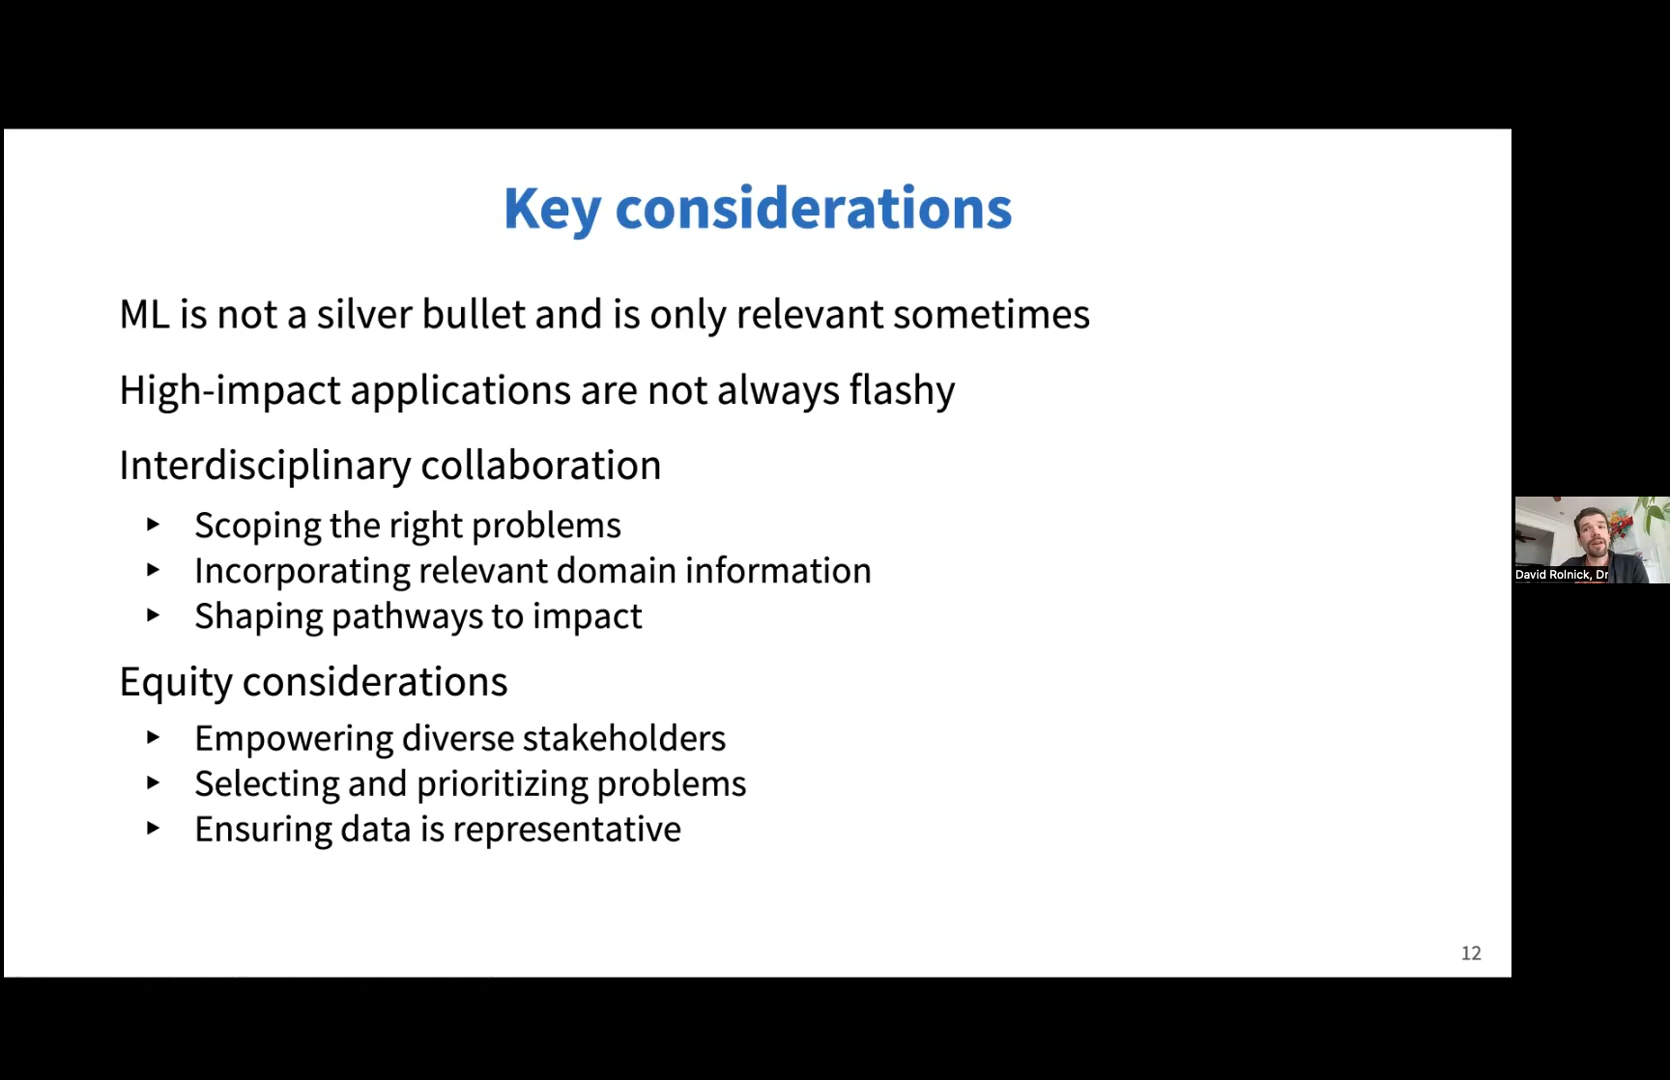 Key considerations
ML is not a silver bullet and is only relevant sometimes
High-impact applications are not always flashy
Interdisciplinary collaboration
‣ Scoping the right problems
‣ Incorporating relevant domain information
‣ Shaping pathways to impact
Equity considerations
‣ Empowering diverse stakeholders
‣ Selecting and prioritizing problems
‣ Ensuring data is representative
12
David Rolnick, Dr